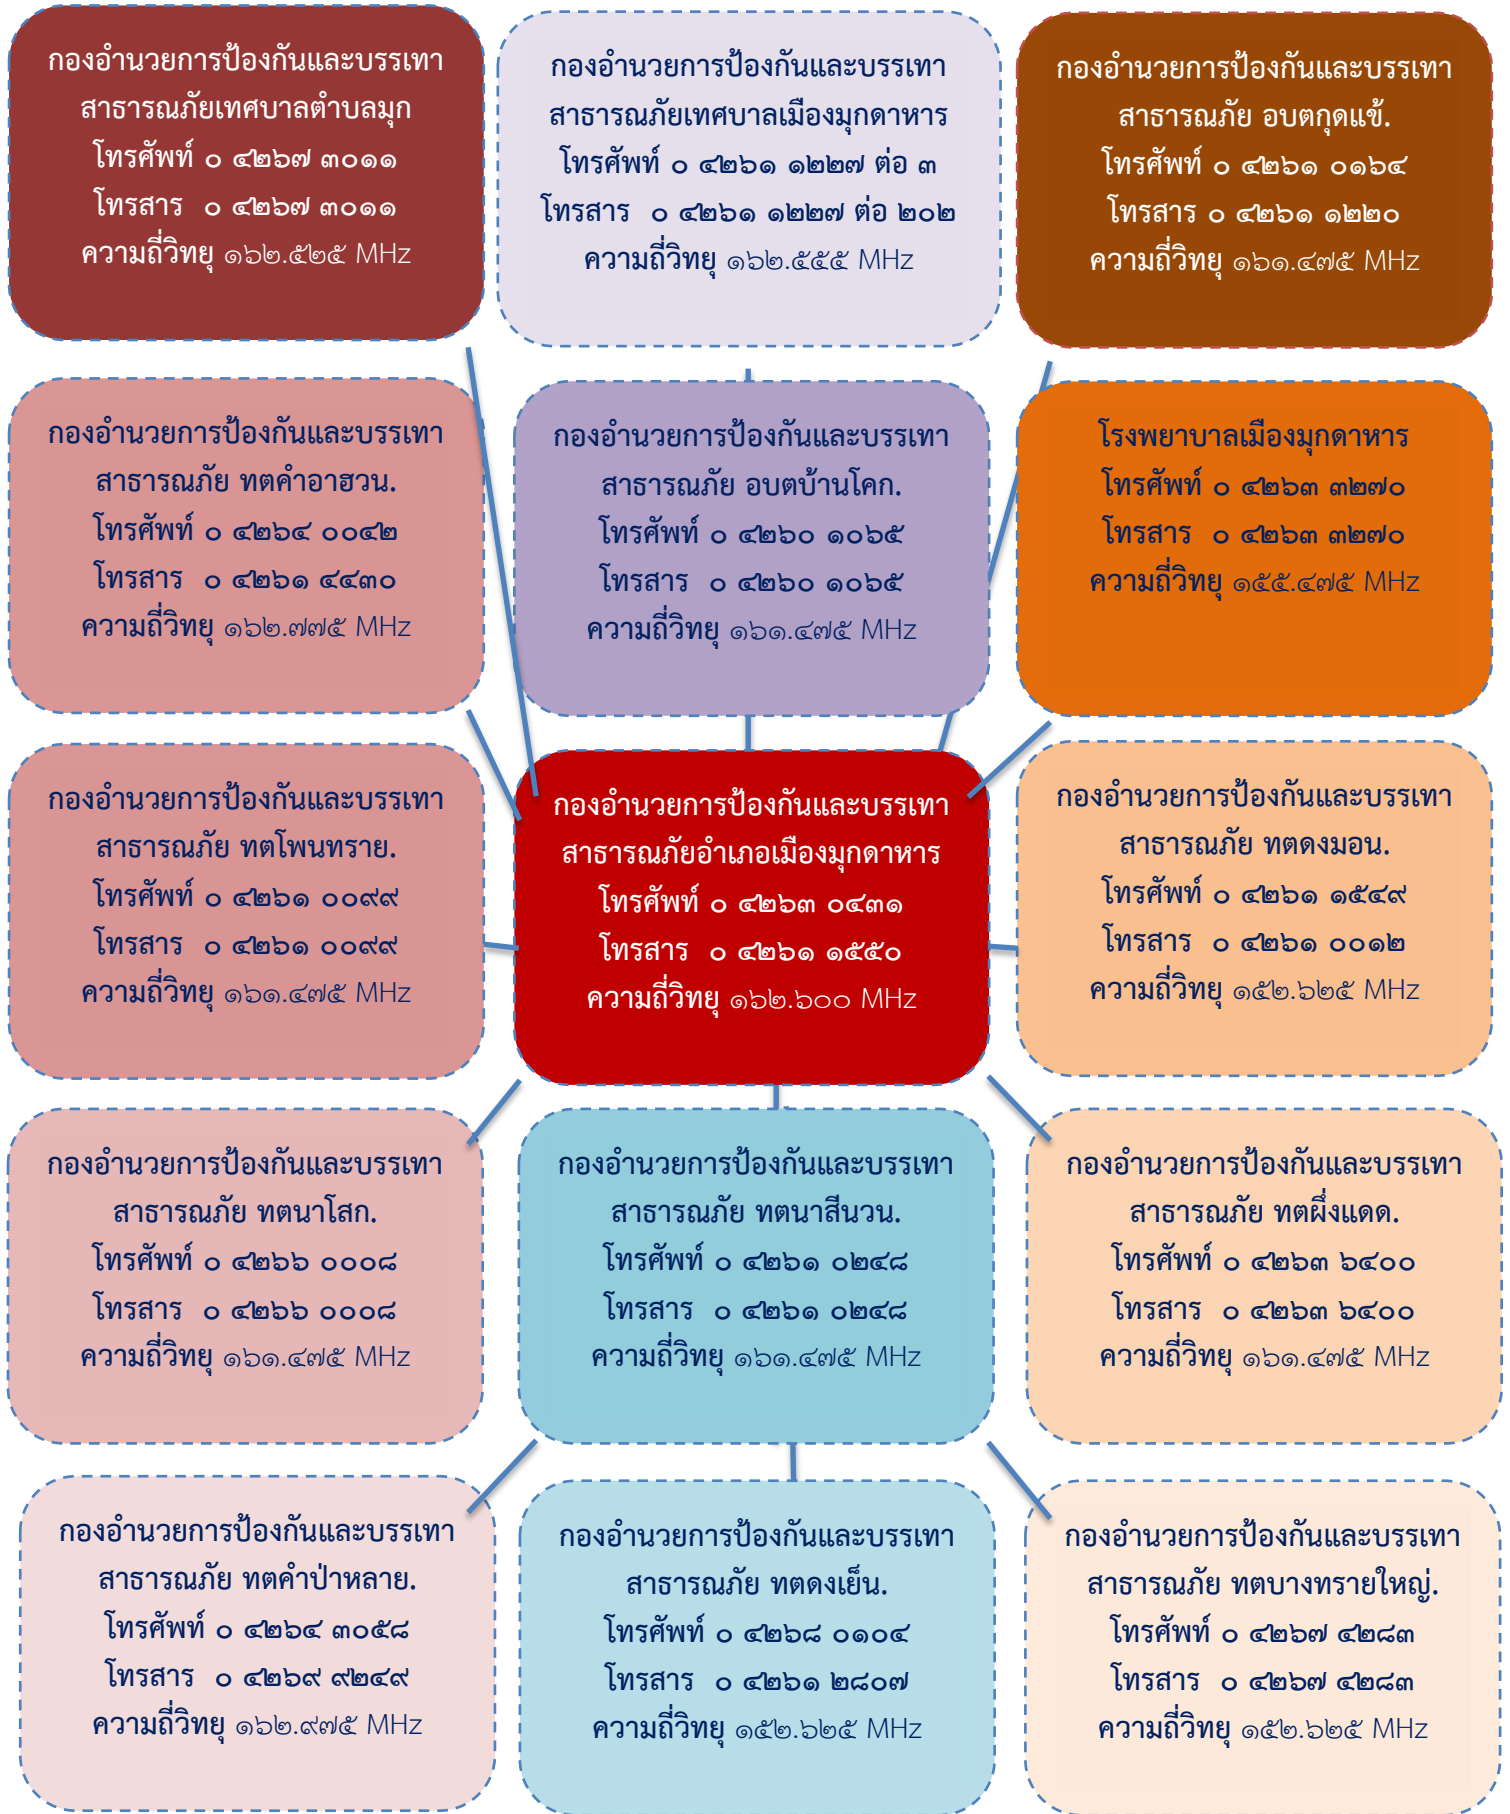 กองอำนวยการป้องกันและบรรเทา
สาธารณภัยเทศบาลตำบลมุก
โทรศัพท์ ๐ ๔๒๖๗ ๓๐๑๑
โทรสาร ๐ ๔๒๖๗ ๓๐๑๑
ความถี่วิทยุ ๑๖๒.๕๒๕ MHz
กองอำนวยการป้องกันและบรรเทา
สาธารณภัยเทศบาลเมืองมุกดาหาร
โทรศัพท์ ๐ ๔๒๖๑ ๑๒๒๗ ต่อ ๓
โทรสาร ๐ ๔๒๖๑ ๑๒๒๗ ต่อ ๒๐๒
ความถี่วิทยุ ๑๖๒.๕๕๕ MHz
กองอำนวยการป้องกันและบรรเทา
สาธารณภัย อบตกุดแข้.
โทรศัพท์ ๐ ๔๒๖๑ ๐๑๖๔
โทรสาร ๐ ๔๒๖๑ ๑๒๒๐
ความถี่วิทยุ ๑๖๑.๔๗๕ MHz
กองอำนวยการป้องกันและบรรเทา
สาธารณภัย ทตคำอาฮวน.
โทรศัพท์ ๐ ๔๒๖๔ ๐๐๔๒
โทรสาร ๐ ๔๒๖๑ ๔๔๓๐
ความถี่วิทยุ ๑๖๒.๗๗๕ MHz
กองอำนวยการป้องกันและบรรเทา
สาธารณภัย อบตบ้านโคก.
โทรศัพท์ ๐ ๔๒๖๐ ๑๐๖๕
โทรสาร ๐ ๔๒๖๐ ๑๐๖๕
ความถี่วิทยุ ๑๖๑.๔๗๕ MHz
โรงพยาบาลเมืองมุกดาหาร
โทรศัพท์ ๐ ๔๒๖๓ ๓๒๗๐
โทรสาร ๐ ๔๒๖๓ ๓๒๗๐
ความถี่วิทยุ ๑๕๕.๔๗๕ MHz
กองอำนวยการป้องกันและบรรเทา
สาธารณภัย ทตโพนทราย.
โทรศัพท์ ๐ ๔๒๖๑ ๐๐๙๙
โทรสาร ๐ ๔๒๖๑ ๐๐๙๙
ความถี่วิทยุ ๑๖๑.๔๗๕ MHz
กองอำนวยการป้องกันและบรรเทา
สาธารณภัยอำเภอเมืองมุกดาหาร
โทรศัพท์ ๐ ๔๒๖๓ ๐๔๓๑
โทรสาร ๐ ๔๒๖๑ ๑๕๕๐
ความถี่วิทยุ ๑๖๒.๖๐๐ MHz
กองอำนวยการป้องกันและบรรเทา
สาธารณภัย ทตดงมอน.
โทรศัพท์ ๐ ๔๒๖๑ ๑๕๔๙
โทรสาร ๐ ๔๒๖๑ ๐๐๑๒
ความถี่วิทยุ ๑๕๒.๖๒๕ MHz
กองอำนวยการป้องกันและบรรเทา
สาธารณภัย ทตนาโสก.
โทรศัพท์ ๐ ๔๒๖๖ ๐๐๐๘
โทรสาร ๐ ๔๒๖๖ ๐๐๐๘
ความถี่วิทยุ ๑๖๑.๔๗๕ MHz
กองอำนวยการป้องกันและบรรเทา
สาธารณภัย ทตนาสีนวน.
โทรศัพท์ ๐ ๔๒๖๑ ๐๒๔๘
โทรสาร ๐ ๔๒๖๑ ๐๒๔๘
ความถี่วิทยุ ๑๖๑.๔๗๕ MHz
กองอำนวยการป้องกันและบรรเทา
สาธารณภัย ทตผึ่งแดด.
โทรศัพท์ ๐ ๔๒๖๓ ๖๔๐๐
โทรสาร ๐ ๔๒๖๓ ๖๔๐๐
ความถี่วิทยุ ๑๖๑.๔๗๕ MHz
กองอำนวยการป้องกันและบรรเทา
สาธารณภัย ทตคำป่าหลาย.
โทรศัพท์ ๐ ๔๒๖๔ ๓๐๕๘
โทรสาร ๐ ๔๒๖๙ ๙๒๔๙
ความถี่วิทยุ ๑๖๒.๙๗๕ MHz
กองอำนวยการป้องกันและบรรเทา
สาธารณภัย ทตดงเย็น.
โทรศัพท์ ๐ ๔๒๖๘ ๐๑๐๔
โทรสาร ๐ ๔๒๖๑ ๒๘๐๗
ความถี่วิทยุ ๑๕๒.๖๒๕ MHz
กองอำนวยการป้องกันและบรรเทา
สาธารณภัย ทตบางทรายใหญ่.
โทรศัพท์ ๐ ๔๒๖๗ ๔๒๘๓
โทรสาร ๐ ๔๒๖๗ ๔๒๘๓
ความถี่วิทยุ ๑๕๒.๖๒๕ MHz